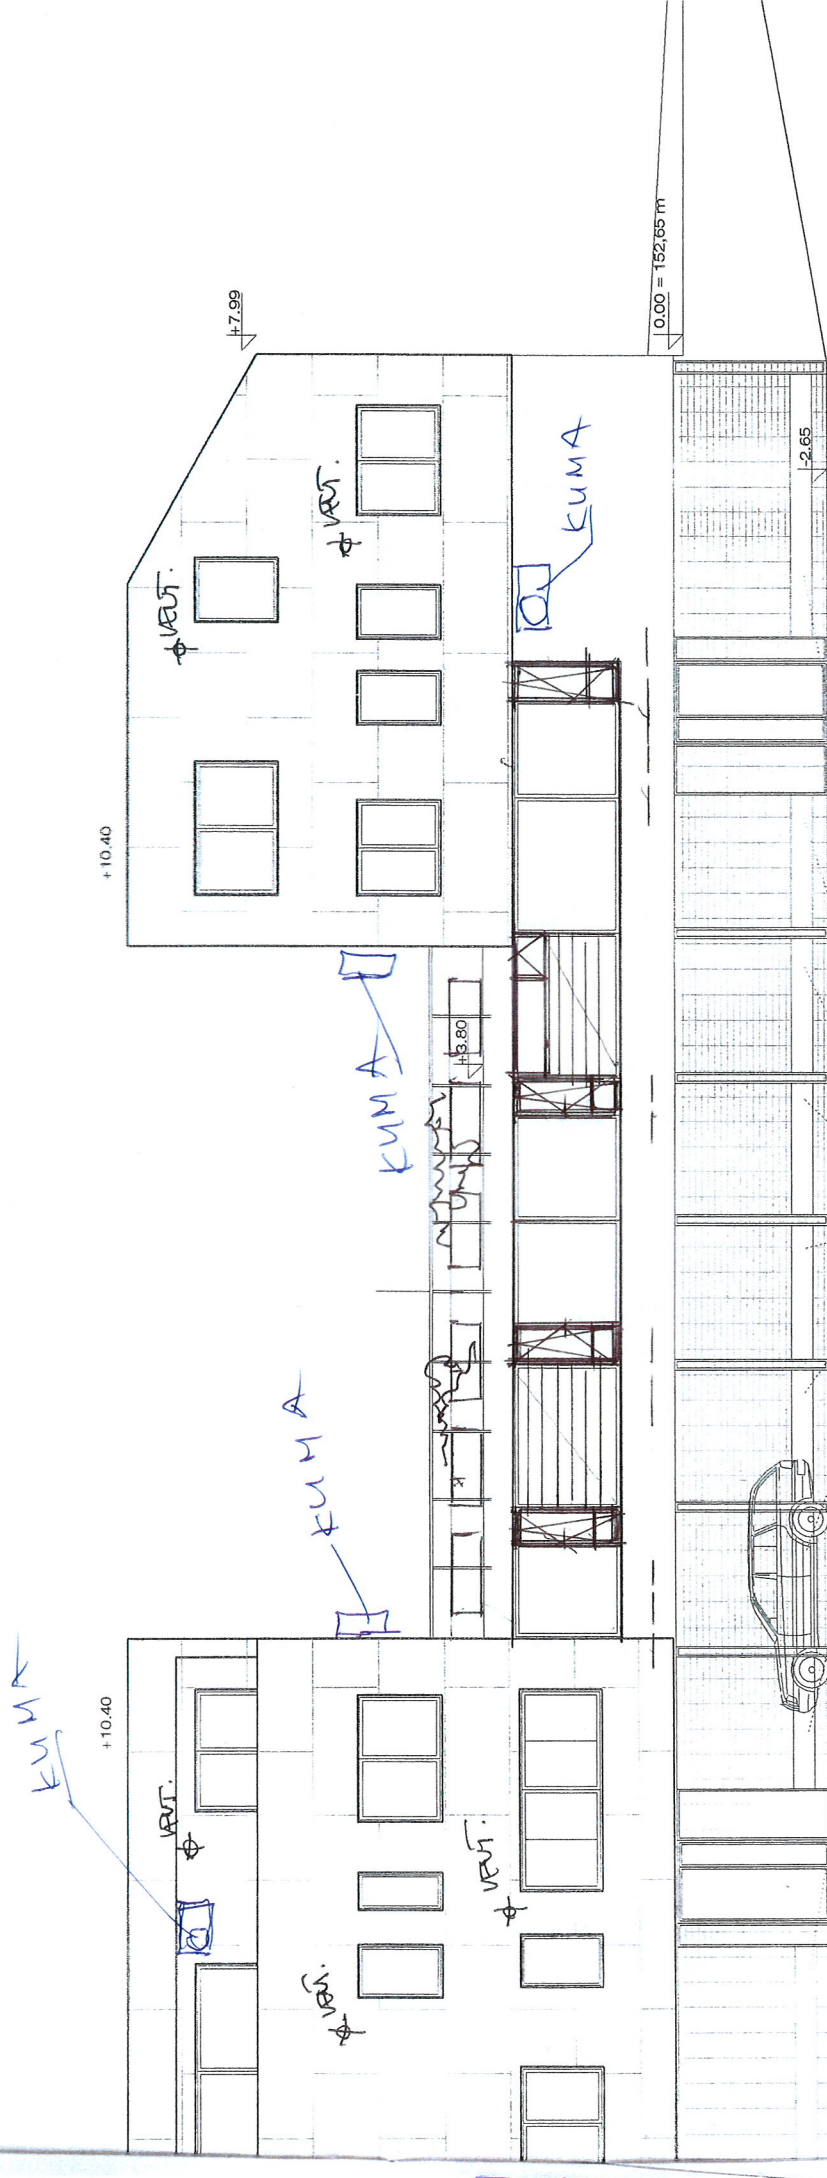 +7.99
0.00 = 152,65 m
-2.65
VENT.
VENT.
KUMA
+10.40
KUMA
+3.80
KUMA
KUMA
+10.40
VENT.
VENT.
VENT.